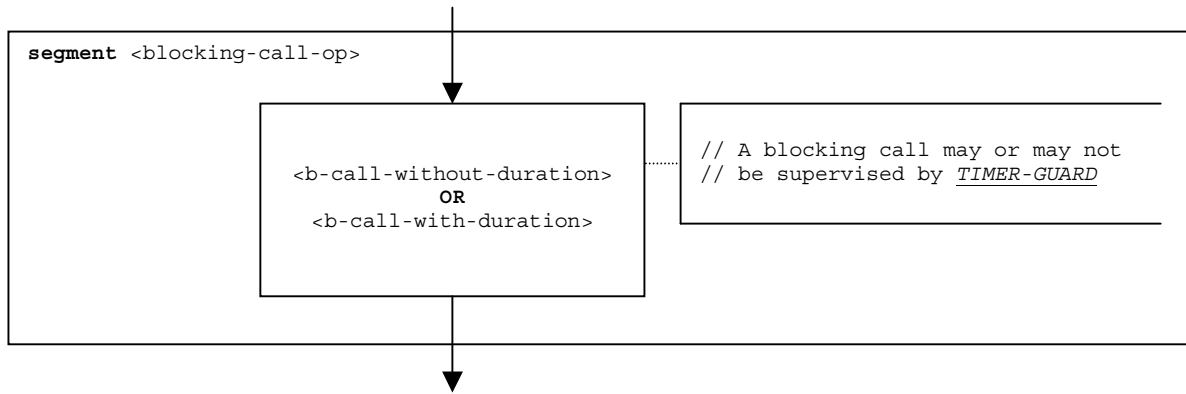 segment <blocking-call-op>
<b-call-without-duration>
OR
<b-call-with-duration>
// A blocking call may or may not
// be supervised by TIMER-GUARD